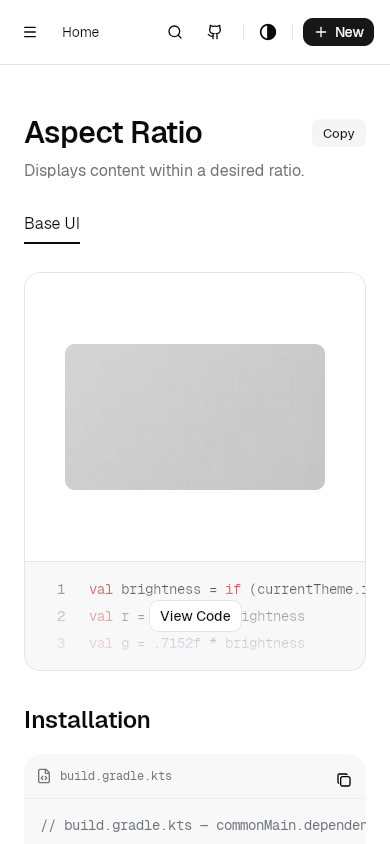 Home
New
Aspect Ratio
Copy
Displays content within a desired ratio.
Base UI
1 val brightness = if (currentTheme.i
2 val r = ightness
View Code
3 val g = .7152f * brightness
Installation
build.gradle.kts
// build.gradle.kts — commonMain.dependen